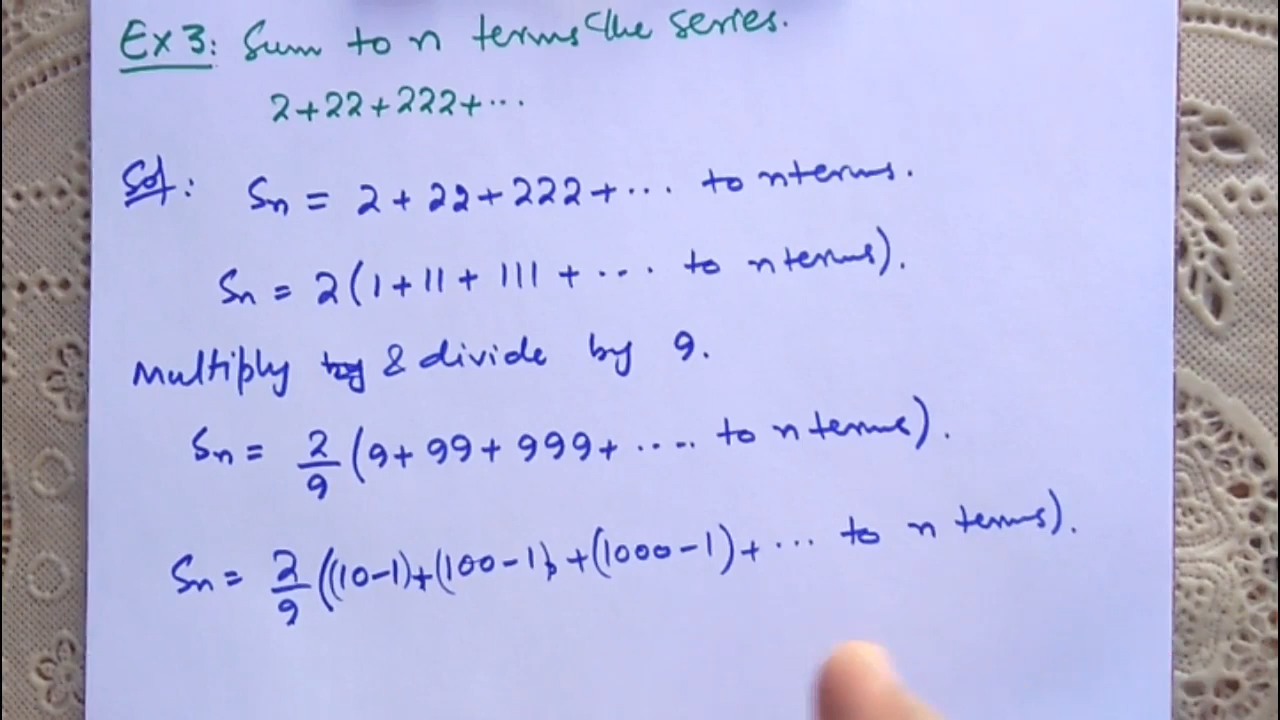 Ex 3: Sum to n terms the series.
2+22+222+...
Sol: Sn = 2 + 22 + 222 + ... to n terms.
Sn = 2(1+11+ 111 + ... to n terms).
Multiply by & divide by 9.
Sn = 2/9 (9+ 99 + 999+ .... to n terms).
Sn = 2/9 ((10-1)+(100-1)+(1000-1)+ ... to n terms).